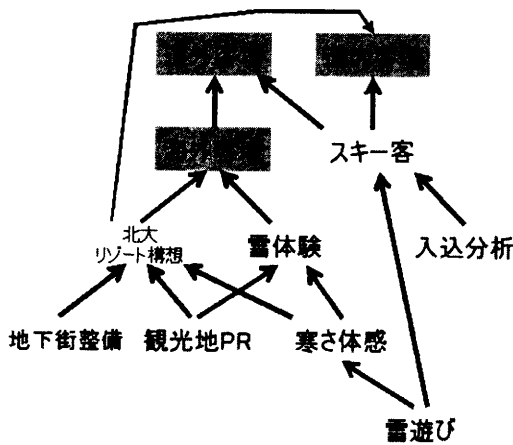 スキー客
北大
リゾート構想
雪体験
入込分析
地下街整備
観光地PR
寒さ体感
雪遊び